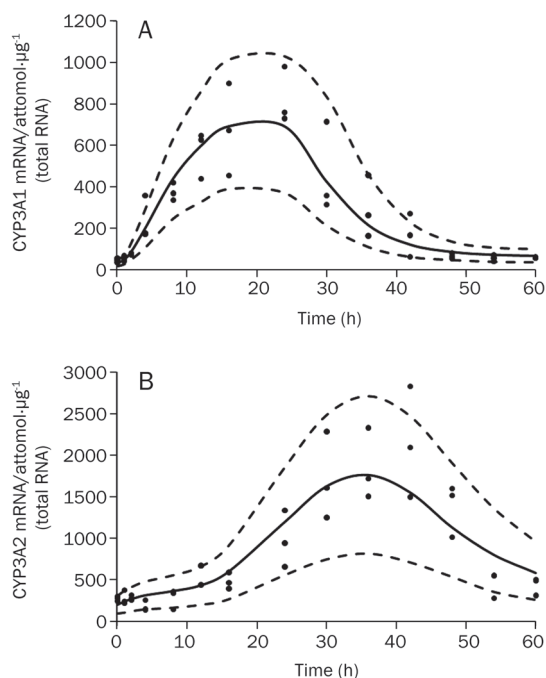 A
CYP3A1 mRNA/attomol·µg⁻¹
(total RNA)
1200
1000
800
600
400
200
0
0 10 20 30 40 50 60
Time (h)
B
CYP3A2 mRNA/attomol·µg⁻¹
(total RNA)
3000
2500
2000
1500
1000
500
0
0 10 20 30 40 50 60
Time (h)